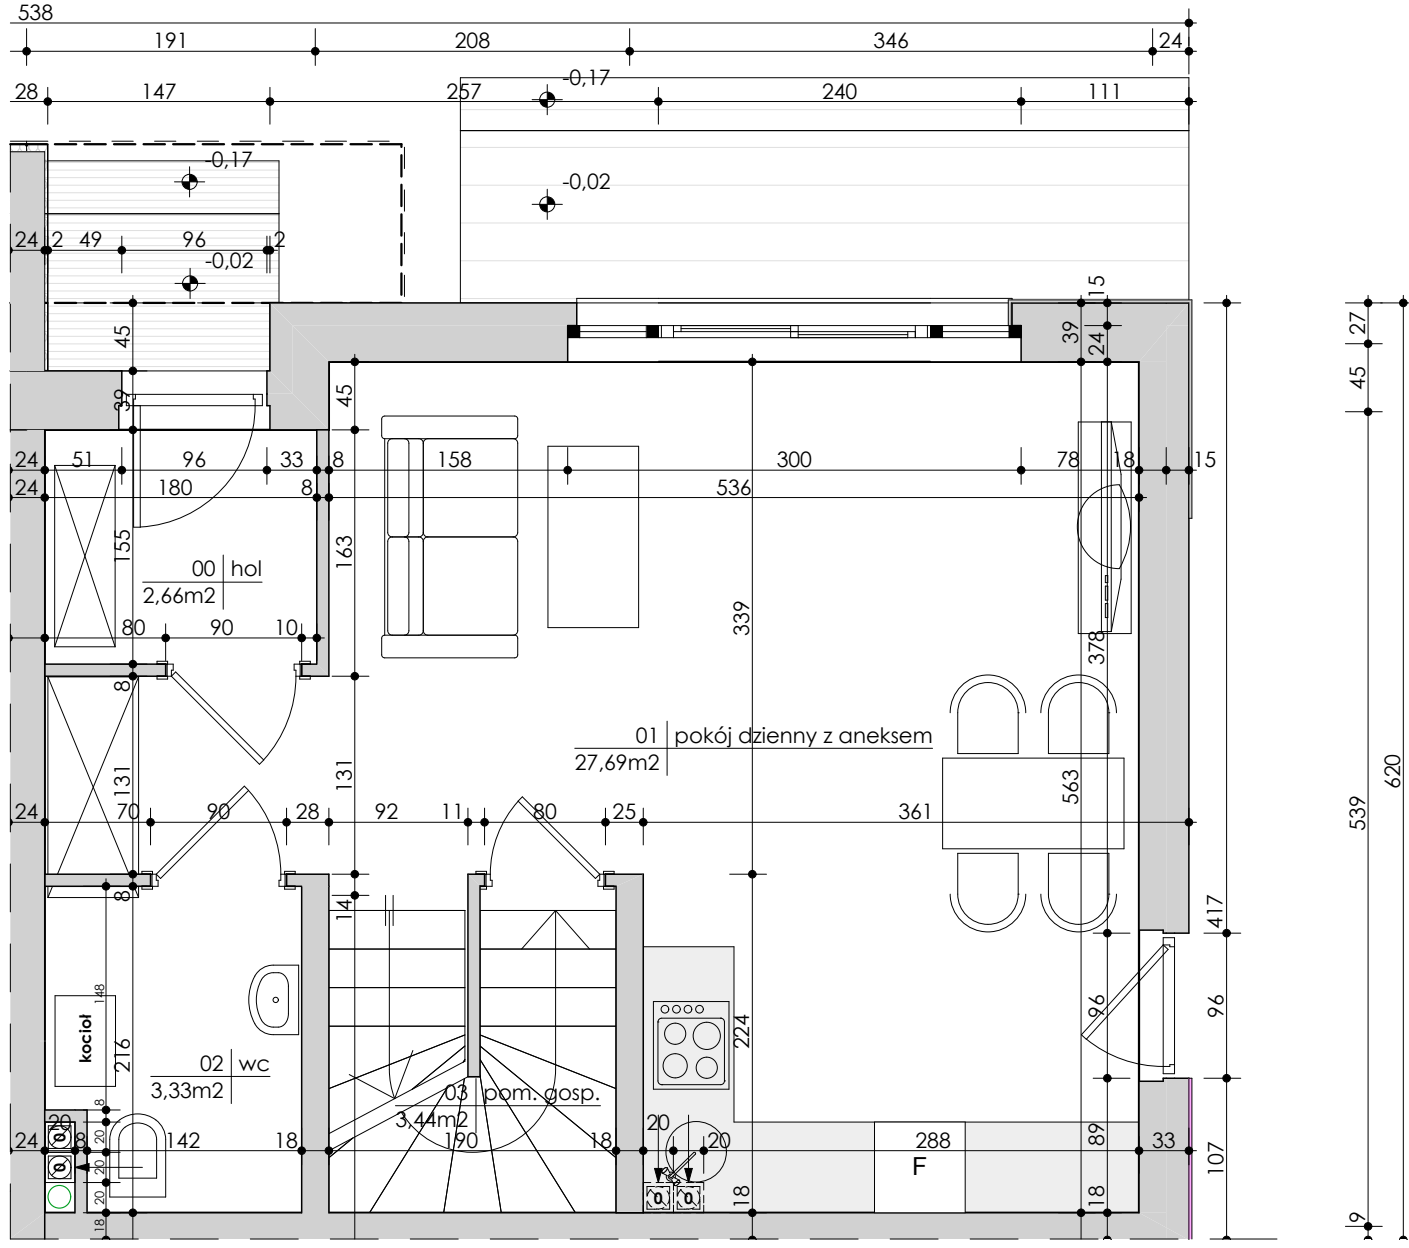 538
191 208 346 24
28 147 257 -0,17 240 111
-0,17
-0,02
24 2 49 96 2
-0,02
15
45 39 24 27
39 45 45
24 51 96 33 8 158 300 78 18 15
24 180 8 536
155 163
00 hol
2,66m2
80 90 10 339 378
8
01 pokój dzienny z aneksem
27,69m2
131 131 563 620
24 70 90 28 92 11 80 25 361 539
8 14 417
148
kocioł 216 224 96 96
02 wc
3,33m2
03 pom. gosp.
3,44m2
8
20 20
24 0 8 20 142 18 190 18 20 288 89 33 107
0 20 F
20 0 0 18 18
18 9